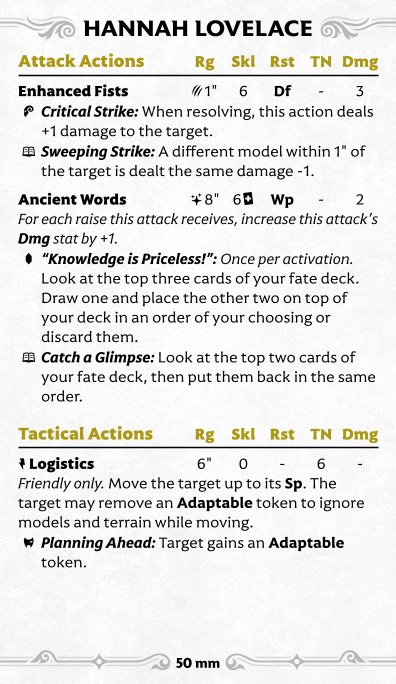 HANNAH LOVELACE
Attack Actions Rg Skl Rst TN Dmg
Enhanced Fists 1" 6 Df - 3
Critical Strike: When resolving, this action deals
+1 damage to the target.
Sweeping Strike: A different model within 1" of
the target is dealt the same damage -1.
Ancient Words 8" 6 Wp - 2
For each raise this attack receives, increase this attack's
Dmg stat by +1.
"Knowledge is Priceless!": Once per activation.
Look at the top three cards of your fate deck.
Draw one and place the other two on top of
your deck in an order of your choosing or
discard them.
Catch a Glimpse: Look at the top two cards of
your fate deck, then put them back in the same
order.
Tactical Actions Rg Skl Rst TN Dmg
Logistics 6" 0 - 6 -
Friendly only. Move the target up to its Sp. The
target may remove an Adaptable token to ignore
models and terrain while moving.
Planning Ahead: Target gains an Adaptable
token.
50 mm